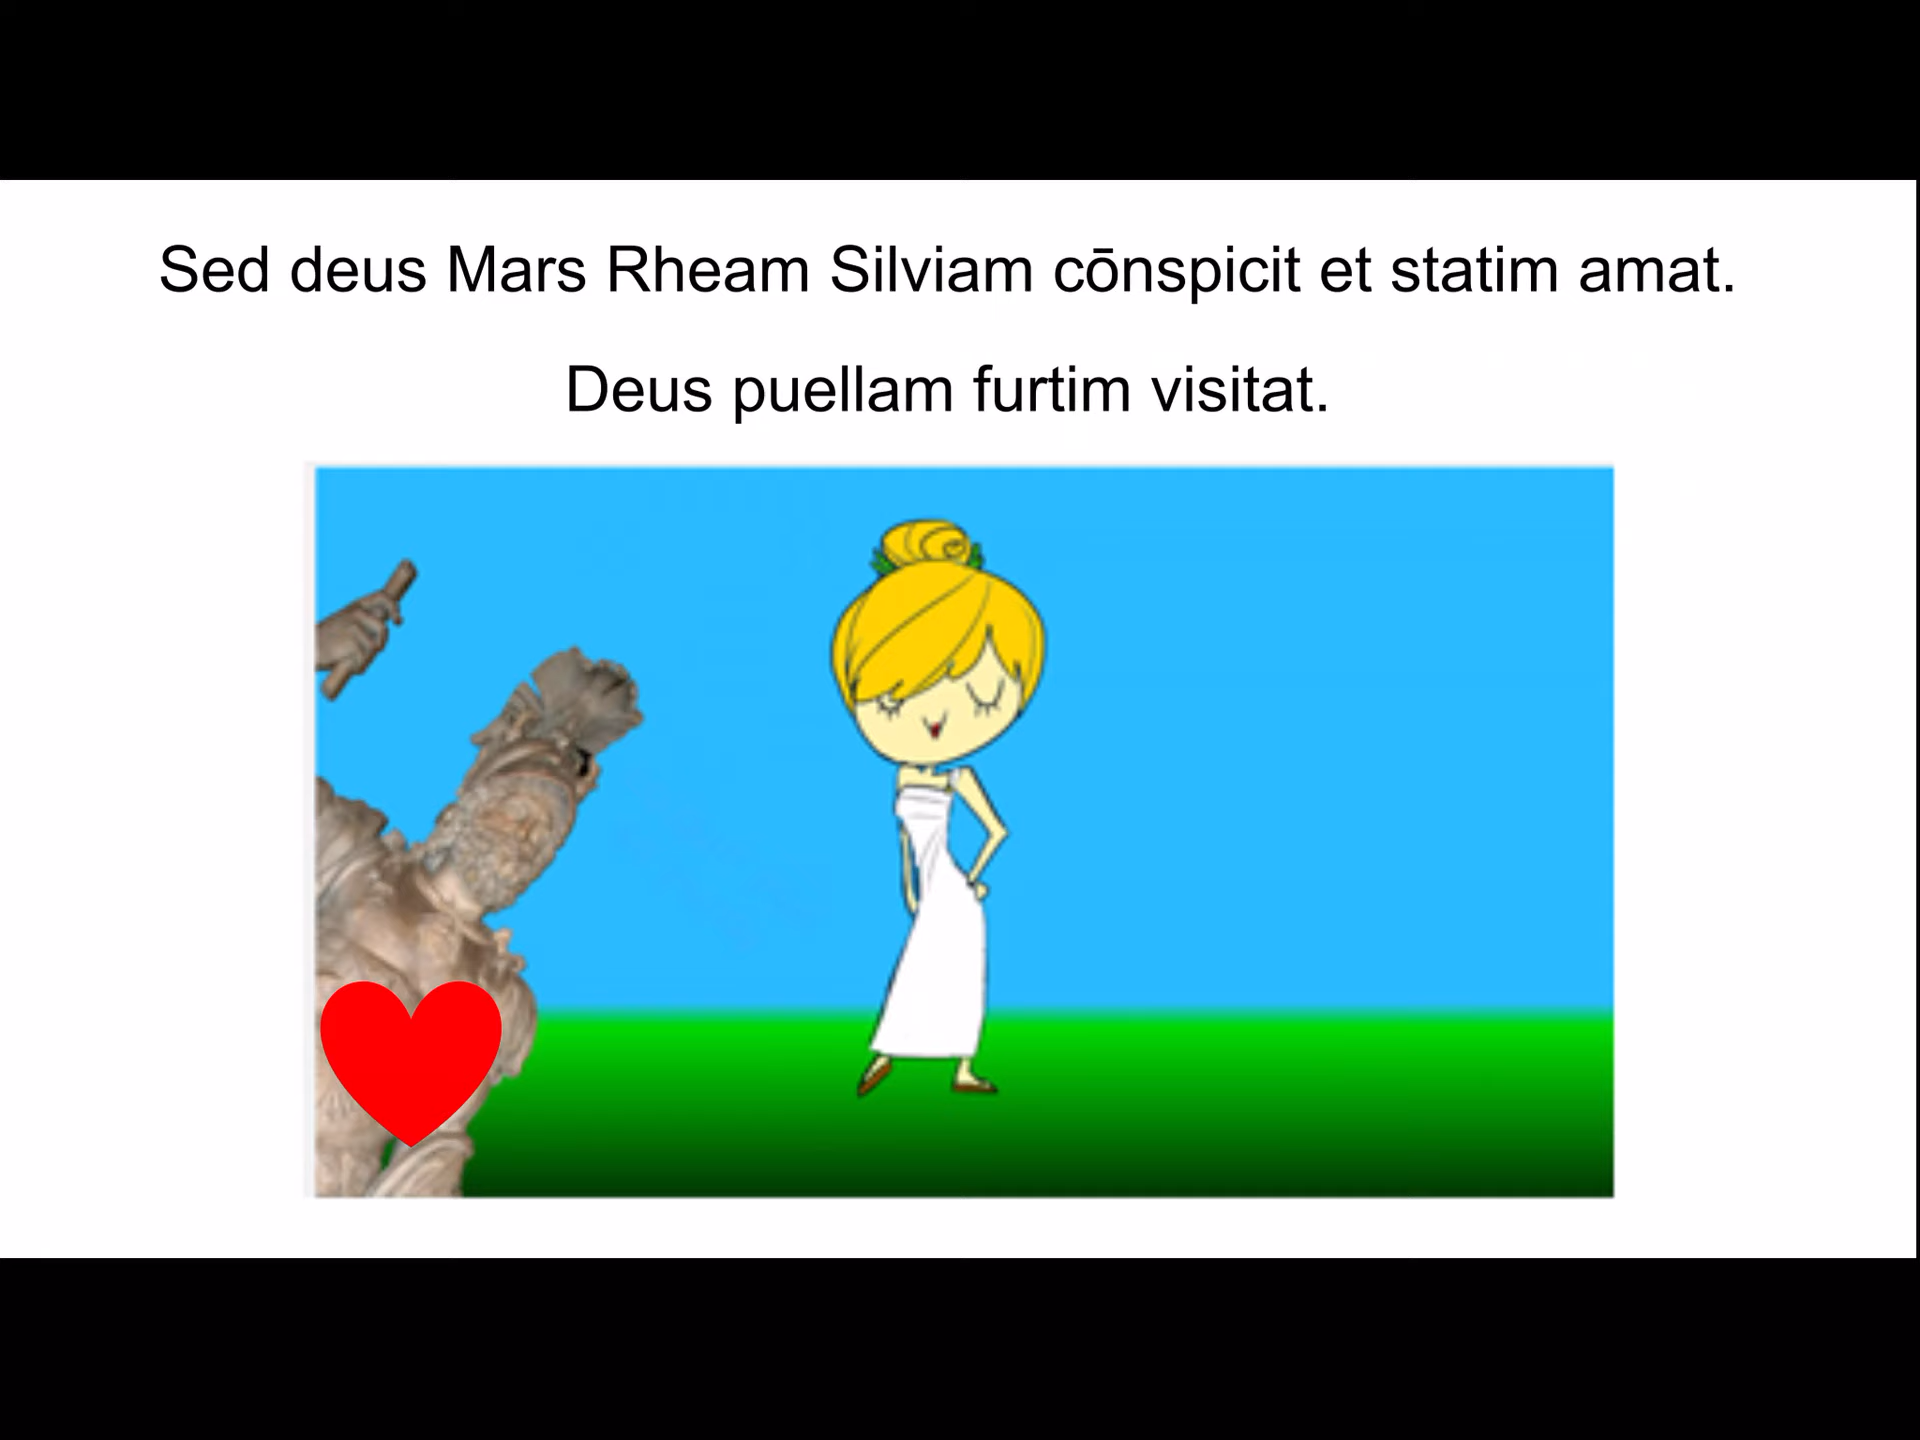 Sed deus Mars Rheam Silviam cōnspicit et statim amat.
Deus puellam furtim visitat.